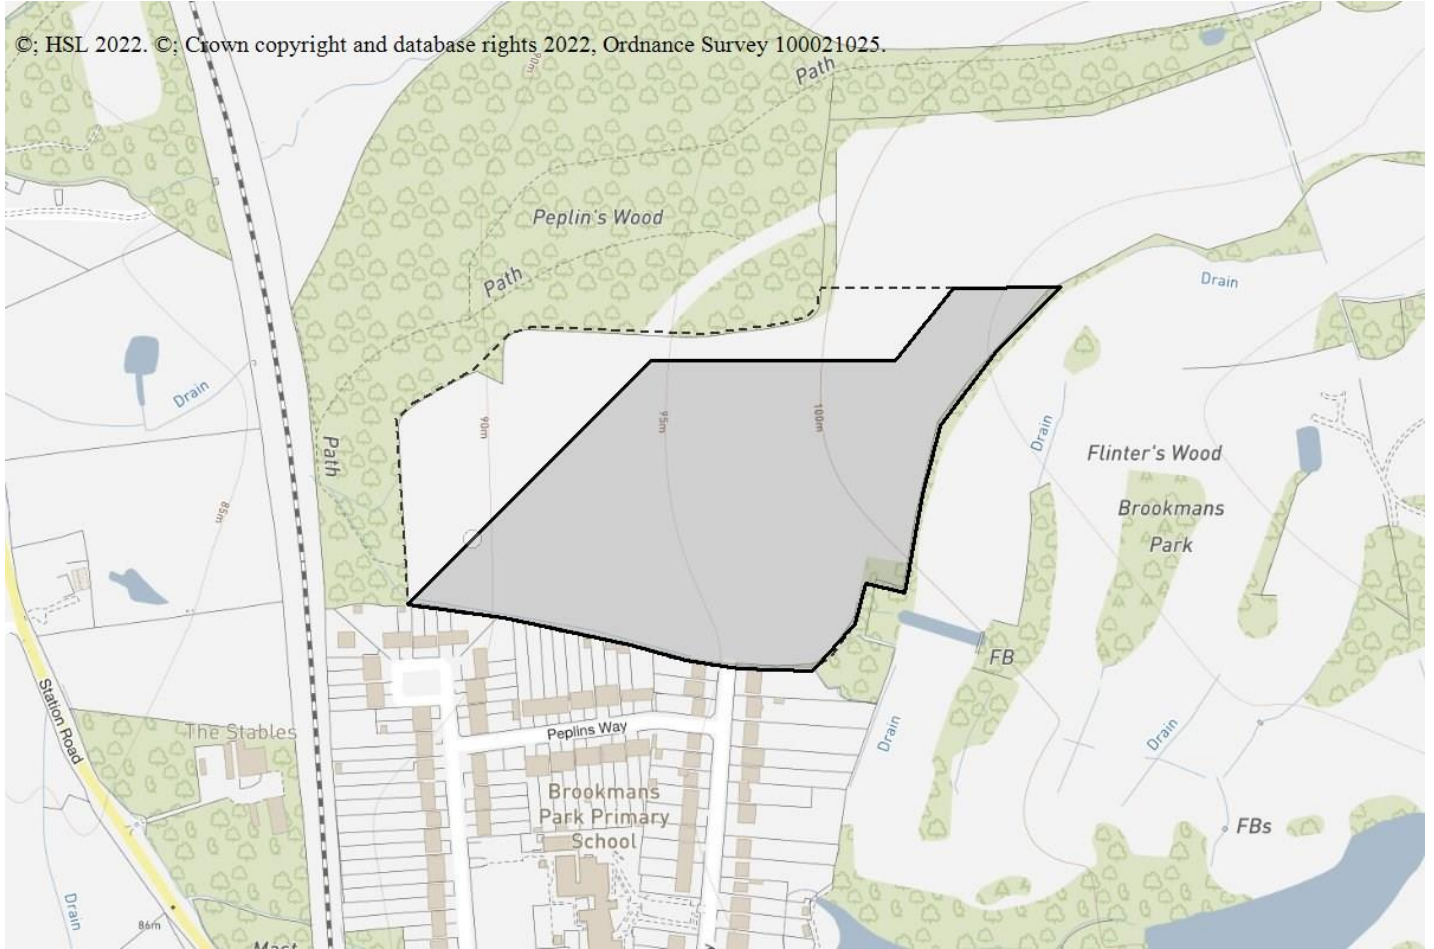 ©; HSL 2022. ©; Crown copyright and database rights 2022, Ordnance Survey 100021025.
90m
Path
Peplin's Wood
Path
Drain
Drain
Path
90m
95m
100m
Drain
Flinter's Wood
Brookmans
Park
85m
FB
Station Road
The Stables
Peplins Way
Drain
Drain
Brookmans
Park Primary
School
FBs
Drain
86m
Mast